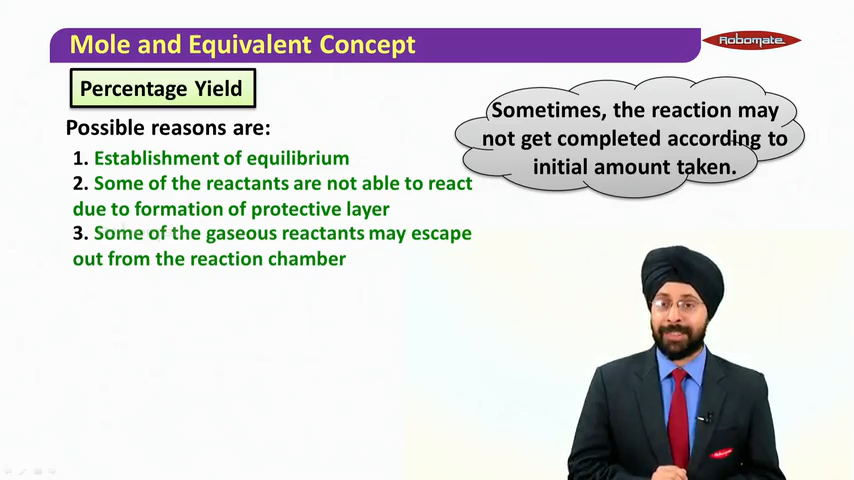 Mole and Equivalent Concept
Robomate
Percentage Yield
Sometimes, the reaction may
not get completed according to
initial amount taken.
Possible reasons are:
1. Establishment of equilibrium
2. Some of the reactants are not able to react
due to formation of protective layer
3. Some of the gaseous reactants may escape
out from the reaction chamber